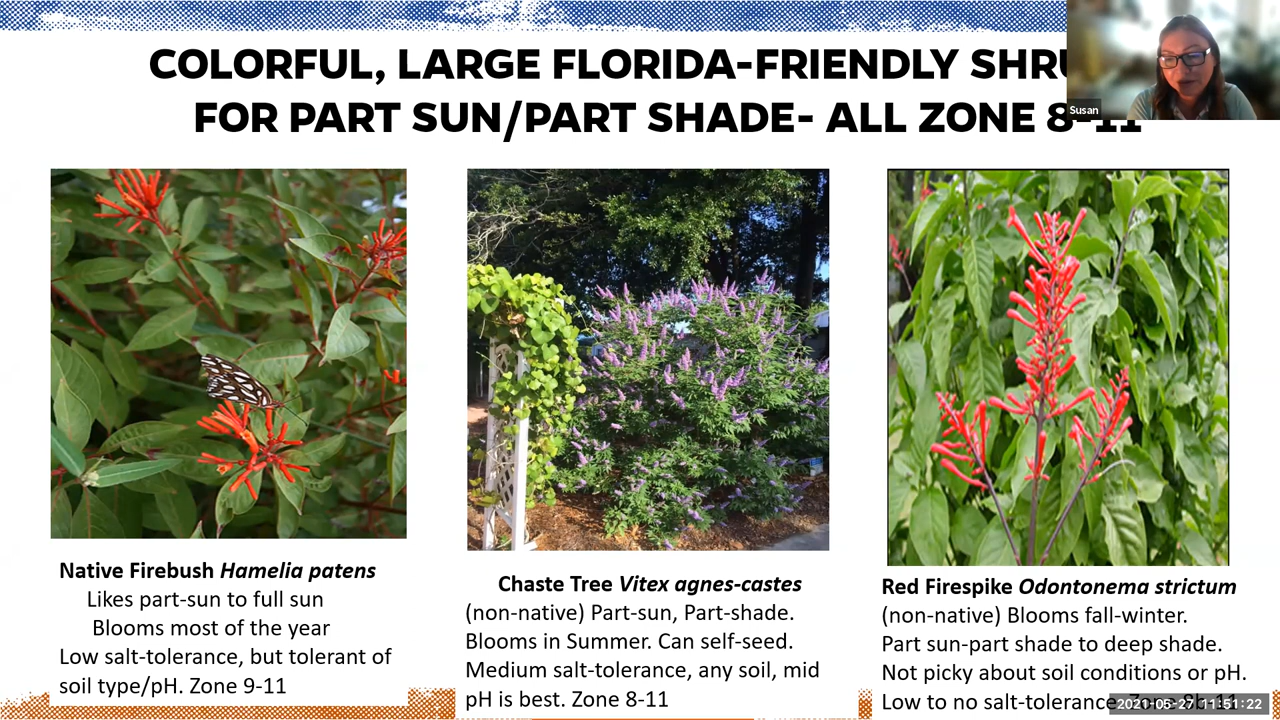 COLORFUL, LARGE FLORIDA-FRIENDLY SHRU
FOR PART SUN/PART SHADE- ALL ZONE 8-11
Susan
Native Firebush Hamelia patens
Likes part-sun to full sun
Blooms most of the year
Low salt-tolerance, but tolerant of
soil type/pH. Zone 9-11
Chaste Tree Vitex agnes-castes
(non-native) Part-sun, Part-shade.
Blooms in Summer. Can self-seed.
Medium salt-tolerance, any soil, mid
pH is best. Zone 8-11
Red Firespike Odontonema strictum
(non-native) Blooms fall-winter.
Part sun-part shade to deep shade.
Not picky about soil conditions or pH.
Low to no salt-tolerance. Zone 8b-11
2021-05-27 11:51:22